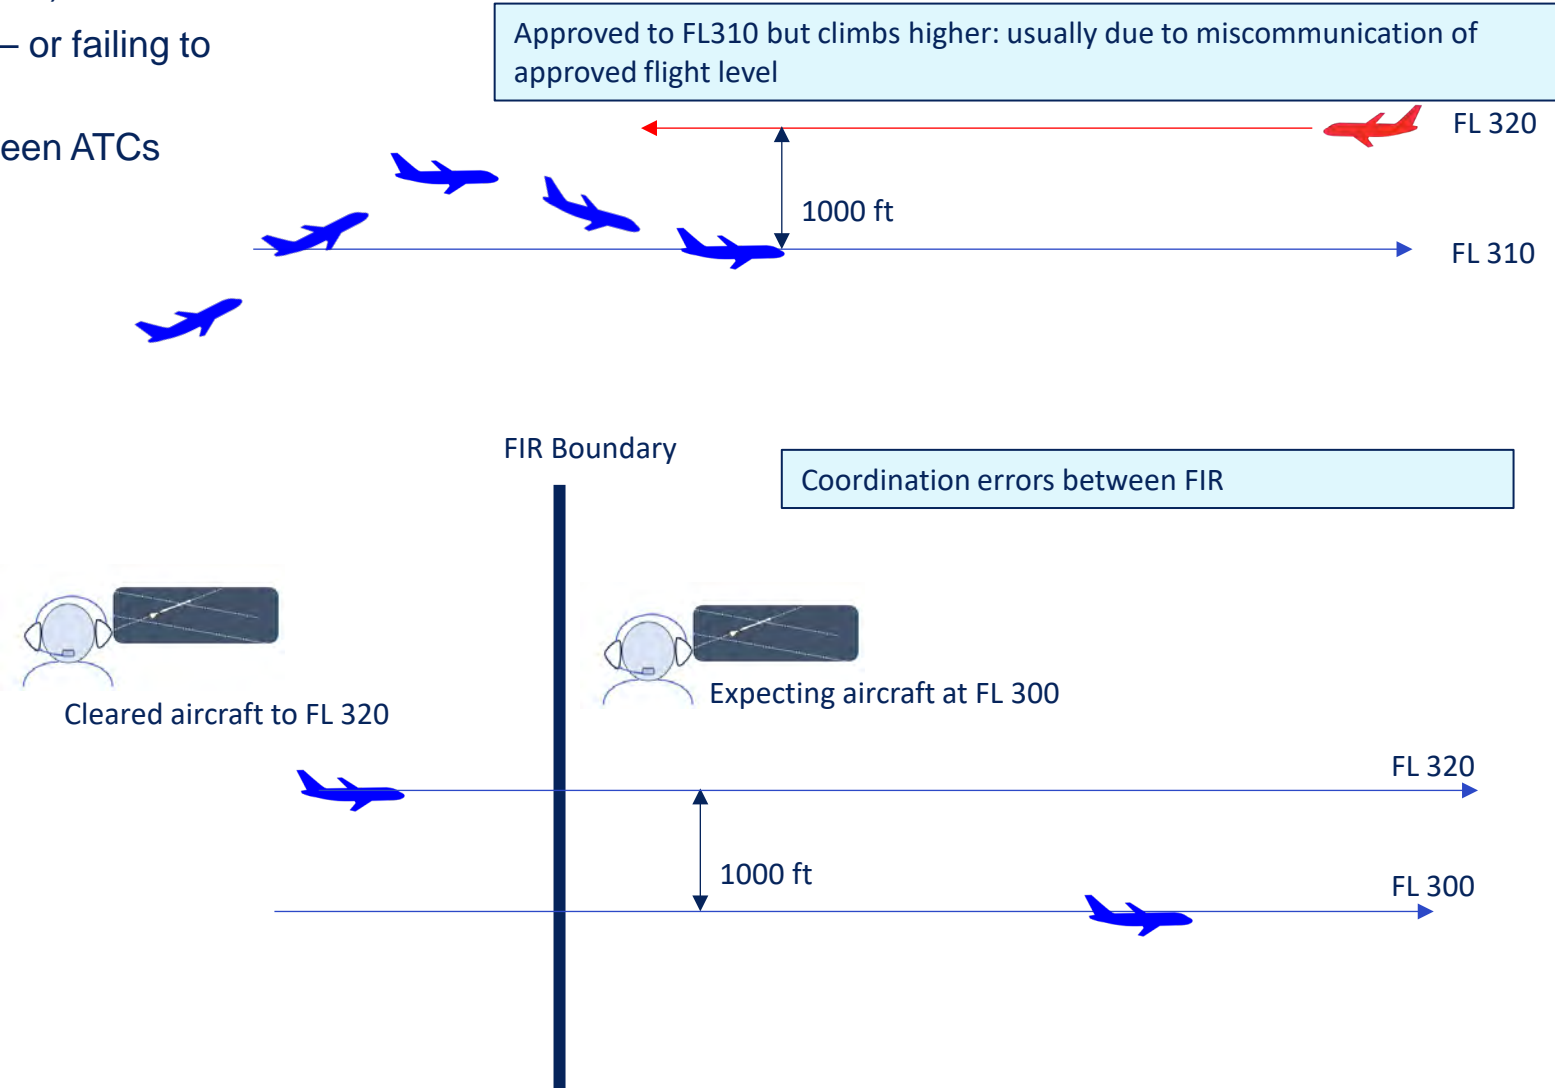 – or failing to
een ATCs
Approved to FL310 but climbs higher: usually due to miscommunication of
approved flight level
FL 320
1000 ft
FL 310
FIR Boundary
Coordination errors between FIR
Cleared aircraft to FL 320
Expecting aircraft at FL 300
FL 320
1000 ft
FL 300